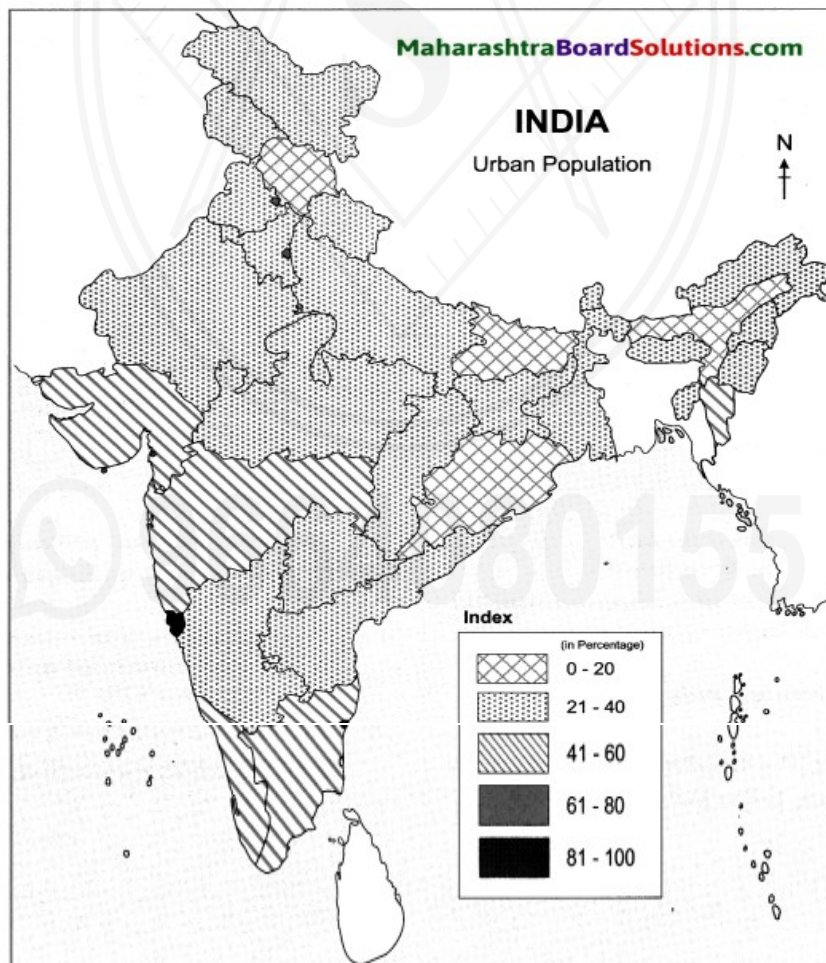 MaharashtraBoardSolutions.com
INDIA
Urban Population
N
Index
(in Percentage)
0 - 20
21 - 40
41 - 60
61 - 80
81 - 100